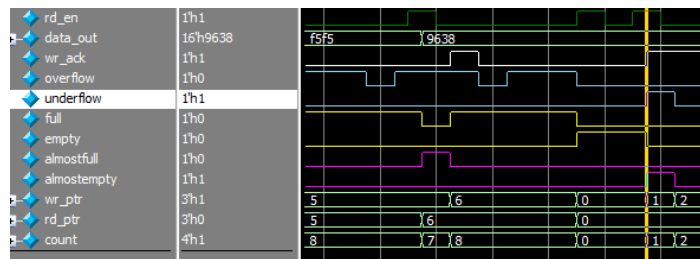 rd_en 1'h1
data_out 16'h9638 f5f5 9638
wr_ack 1'h1
overflow 1'h0
underflow 1'h1
full 1'h0
empty 1'h0
almostfull 1'h0
almostempty 1'h1
wr_ptr 3'h1 5 6 0 1 2
rd_ptr 3'h0 5 6 0
count 4'h1 8 7 8 0 1 2